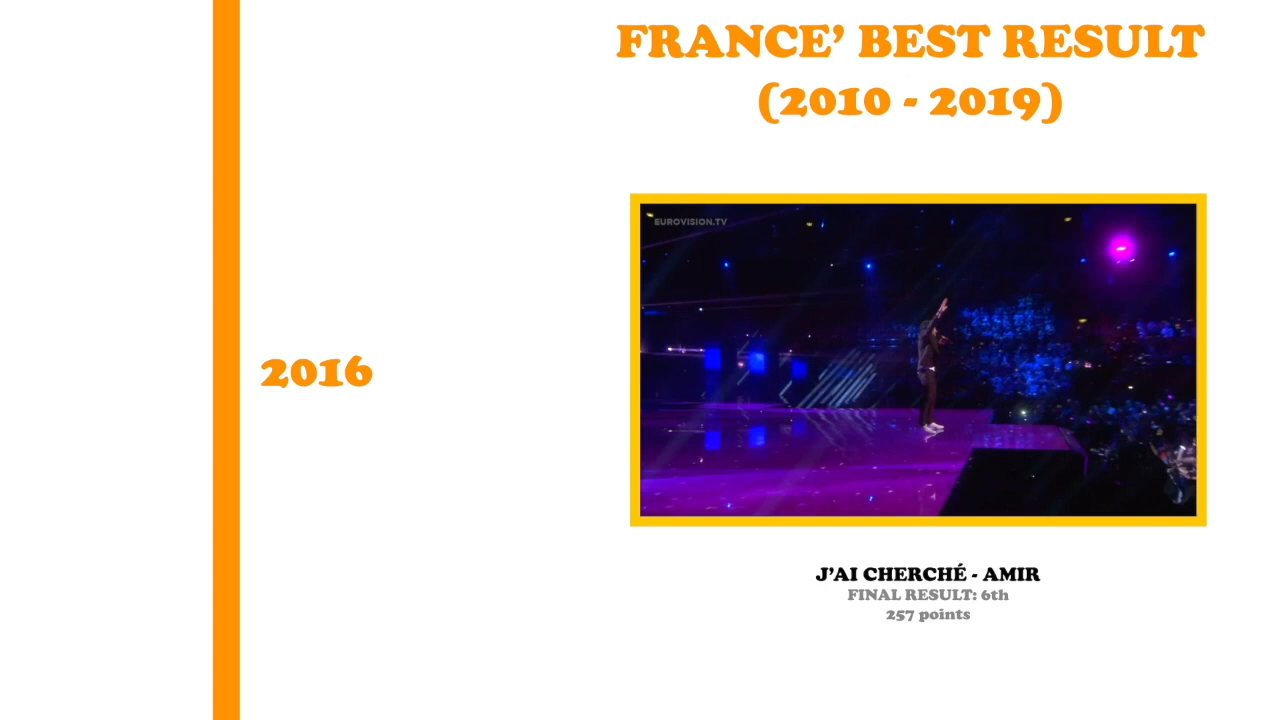 FRANCE’ BEST RESULT
(2010 - 2019)
EUROVISION.TV
2016
J’AI CHERCHÉ - AMIR
FINAL RESULT: 6th
257 points